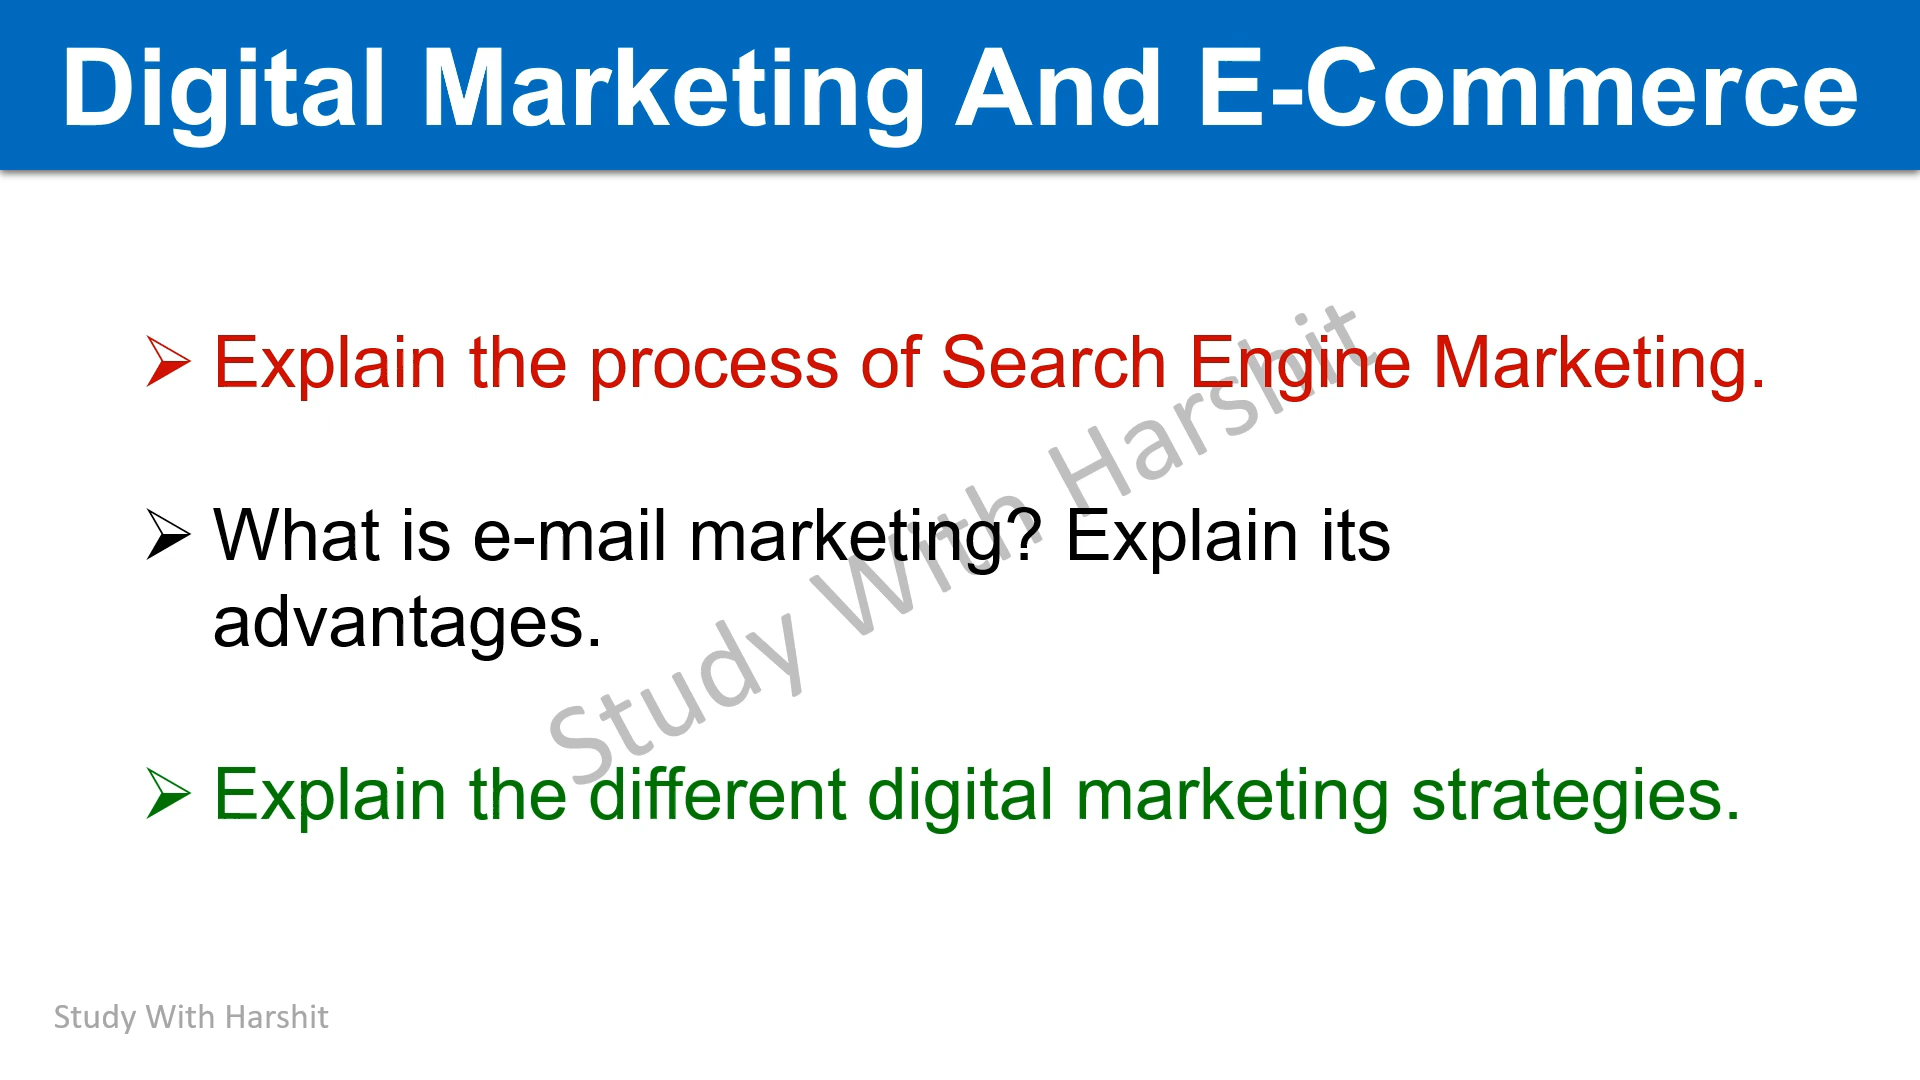 Digital Marketing And E-Commerce
➢ Explain the process of Search Engine Marketing.
➢ What is e-mail marketing? Explain its
advantages.
➢ Explain the different digital marketing strategies.
Study With Harshit
Study With Harshit